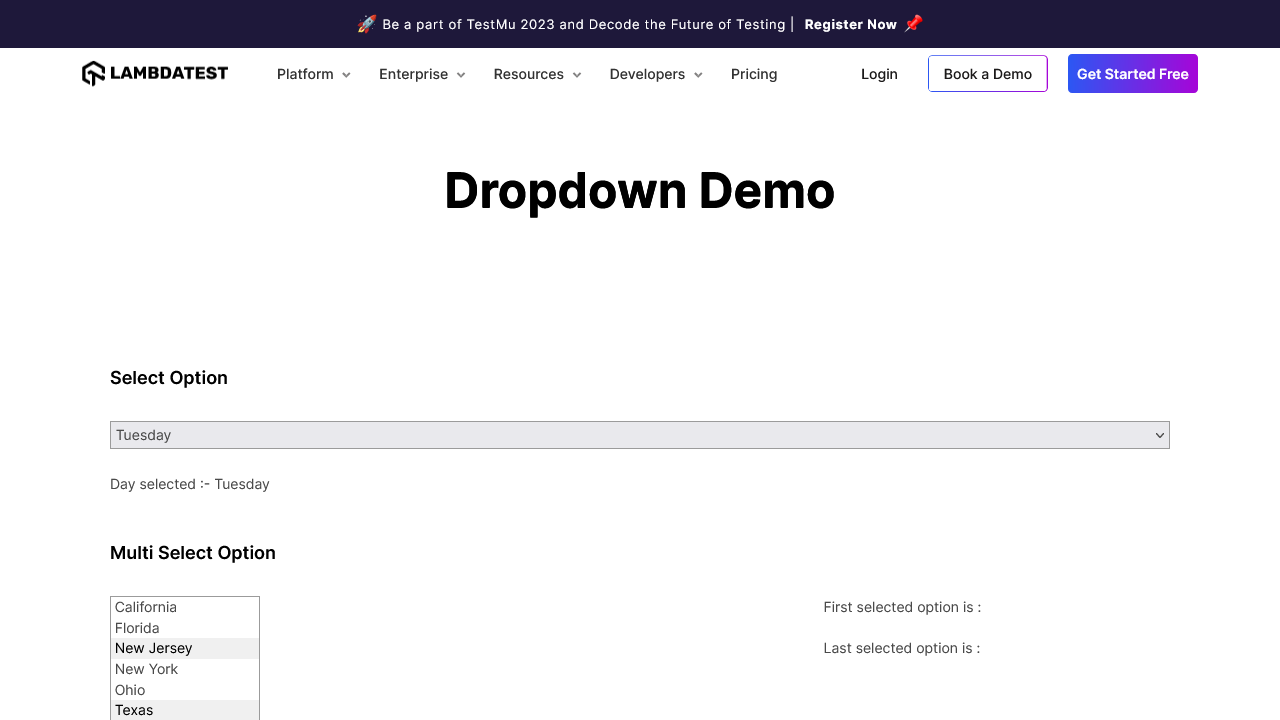 🚀 Be a part of TestMu 2023 and Decode the Future of Testing | Register Now 📌
LAMBDATEST Platform Enterprise Resources Developers Pricing Login Book a Demo Get Started Free
Dropdown Demo
Select Option
Tuesday
Day selected :- Tuesday
Multi Select Option
California
Florida
New Jersey
New York
Ohio
Texas
First selected option is :
Last selected option is :